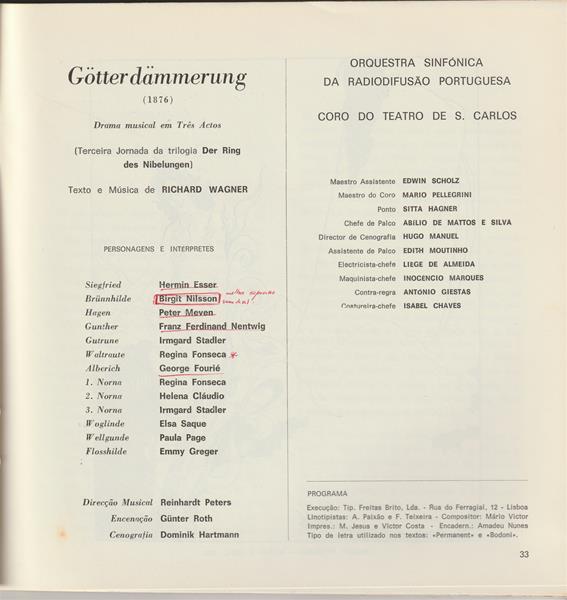 Götterdämmerung
(1876)
Drama musical em Três Actos
(Terceira Jornada da trilogia Der Ring
des Nibelungen)
Texto e Música de RICHARD WAGNER
PERSONAGENS E INTÉRPRETES
Siegfried Hermin Esser
Brünnhilde Birgit Nilsson
Hagen Peter Meven
Gunther Franz Ferdinand Nentwig
Gutrune Irmgard Stadler
Waltraute Regina Fonseca *
Alberich George Fourié
1. Norna Regina Fonseca
2. Norna Helena Cláudio
3. Norna Irmgard Stadler
Woglinde Elsa Saque
Wellgunde Paula Page
Flosshilde Emmy Greger
Direcção Musical Reinhardt Peters
Encenação Günter Roth
Cenografia Dominik Hartmann
ORQUESTRA SINFÓNICA
DA RADIODIFUSÃO PORTUGUESA
CORO DO TEATRO DE S. CARLOS
Maestro Assistente EDWIN SCHOLZ
Maestro do Coro MARIO PELLEGRINI
Ponto SITTA HAGNER
Chefe de Palco ABÍLIO DE MATTOS E SILVA
Director de Cenografia HUGO MANUEL
Assistente de Palco EDITH MOUTINHO
Electricista-chefe LIEGE DE ALMEIDA
Maquinista-chefe INOCENCIO MARQUES
Contra-regra ANTONIO GIESTAS
Costureira-chefe ISABEL CHAVES
PROGRAMA
Execução: Tip. Freitas Brito, Lda. - Rua do Ferragial, 12 - Lisboa
Linotipistas: A. Paixão e F. Teixeira - Compositor: Mário Victor
Impres.: M. Jesus e Victor Costa - Encadern.: Amadeu Nunes
Tipo de letra utilizado nos textos: «Permanent» e «Bodoni».
33